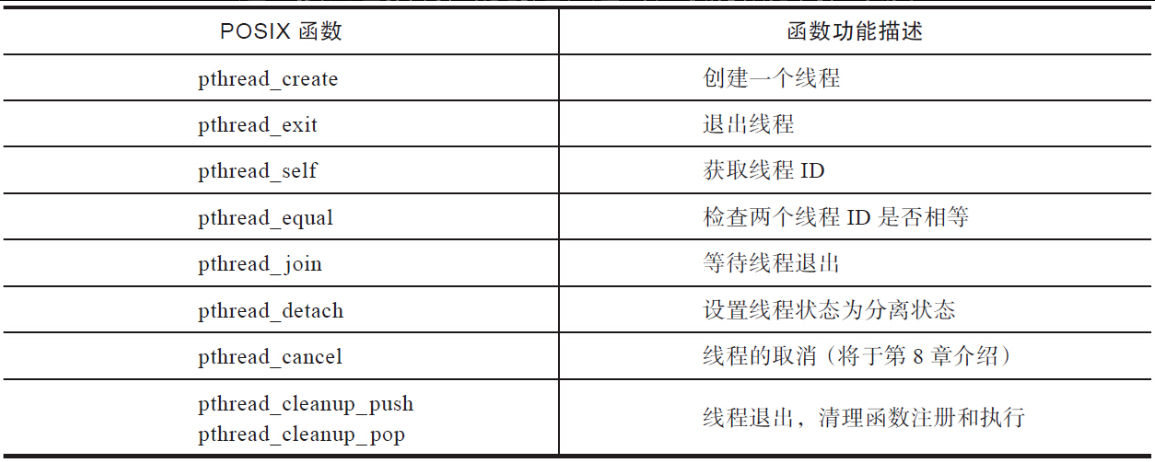 POSIX 函数 函数功能描述
pthread_create 创建一个线程
pthread_exit 退出线程
pthread_self 获取线程 ID
pthread_equal 检查两个线程 ID 是否相等
pthread_join 等待线程退出
pthread_detach 设置线程状态为分离状态
pthread_cancel 线程的取消（将于第 8 章介绍）
pthread_cleanup_push
pthread_cleanup_pop
线程退出，清理函数注册和执行